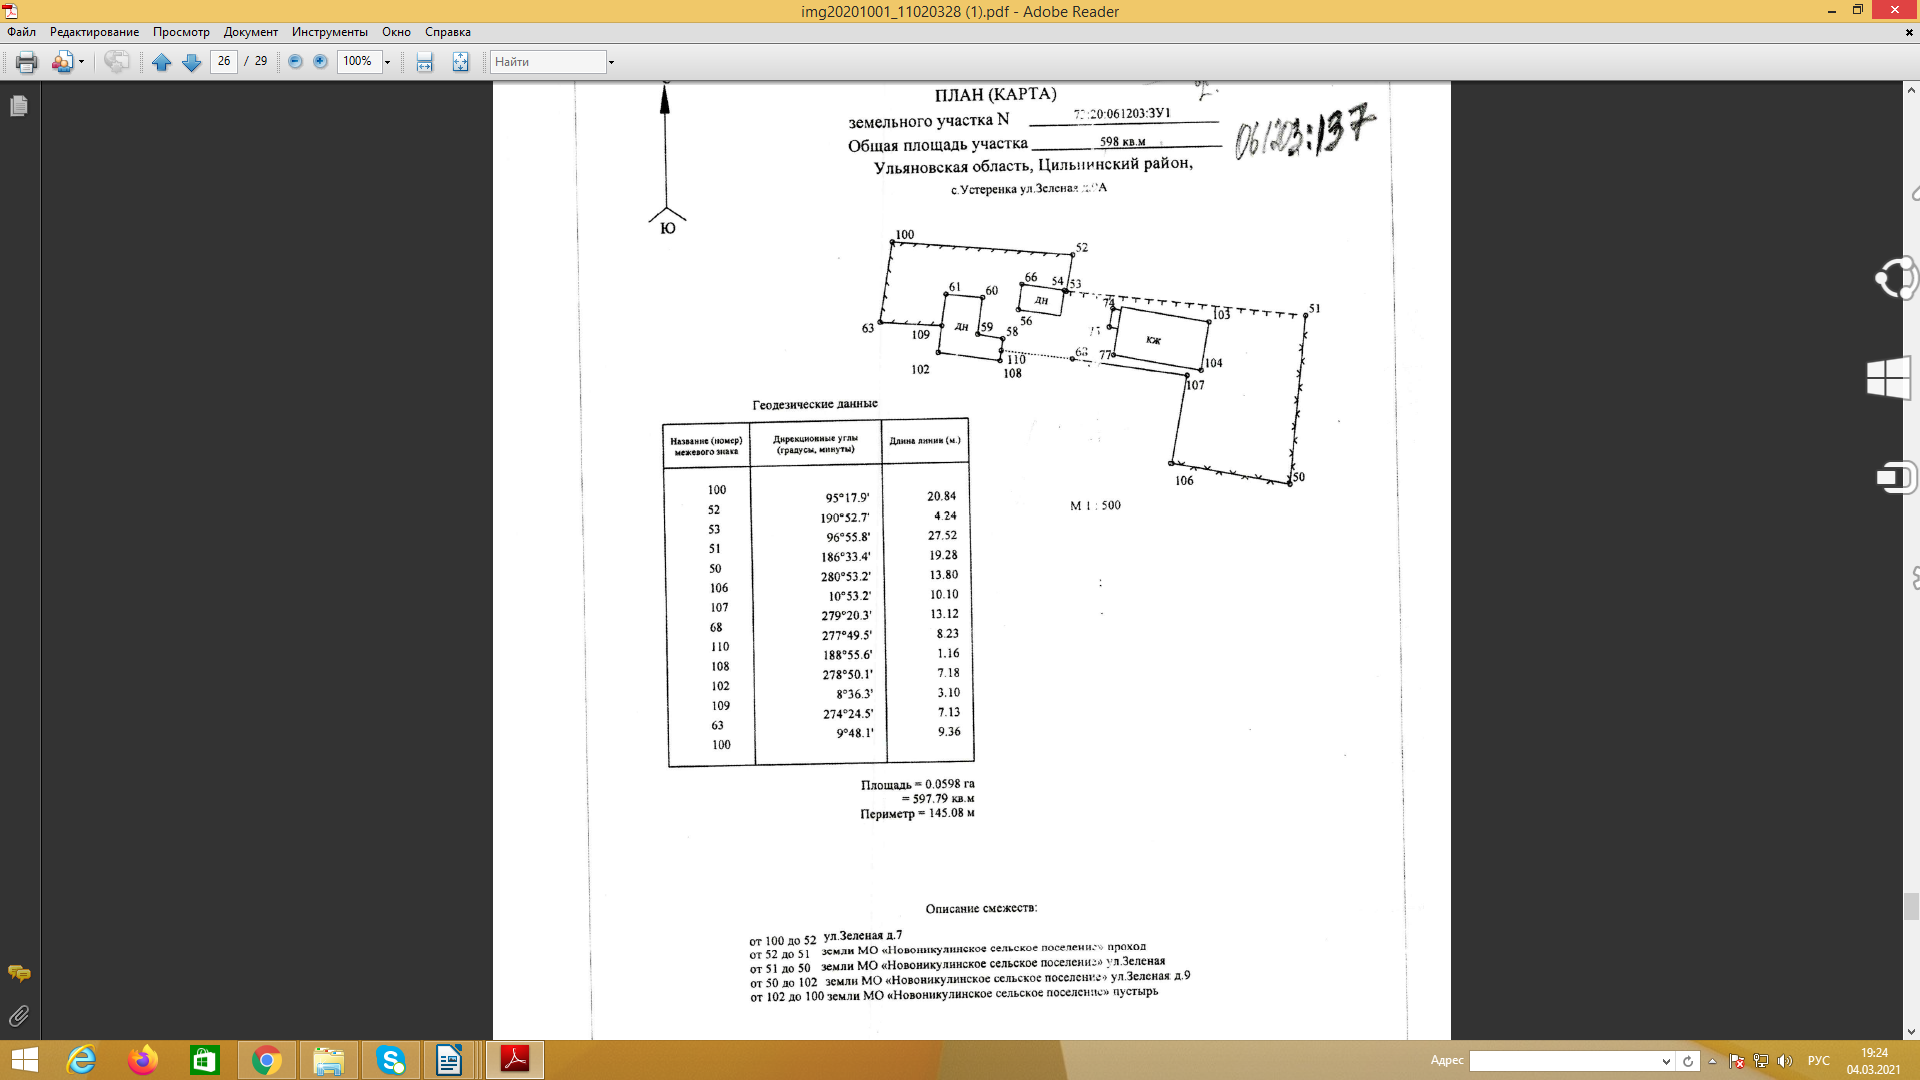 img20201001_11020328 (1).pdf - Adobe Reader
Файл Редактирование Просмотр Документ Инструменты Окно Справка
26 / 29 100% Найти
ПЛАН (КАРТА)
земельного участка N :20:061203:ЗУ1
061203:137
Общая площадь участка 598 кв.м
Ульяновская область, Цильнинский район,
с.Устеренка ул.Зеленая
Ю
100
52
66 54 53
61 60
дн
74
51
56
103
63 109 дн 59 58
кж
68 77
110
104
102 108
107
106 50
М 1 : 500
Геодезические данные
Название (номер) межевого знака Дирекционные углы (градусы, минуты) Длина линии (м.)
100
95°17.9' 20.84
52
190°52.7' 4.24
53
96°55.8' 27.52
51
186°33.4' 19.28
50
280°53.2' 13.80
106
10°53.2' 10.10
107
279°20.3' 13.12
68
277°49.5' 8.23
110
188°55.6' 1.16
108
278°50.1' 7.18
102
8°36.3' 3.10
109
274°24.5' 7.13
63
9°48.1' 9.36
100
Площадь = 0.0598 га
= 597.79 кв.м
Периметр = 145.08 м
Описание смежеств:
от 100 до 52 ул.Зеленая д.7
от 52 до 51 земли МО «Новоникулинское сельское поселение» проход
от 51 до 50 земли МО «Новоникулинское сельское поселение» ул.Зеленая
от 50 до 102 земли МО «Новоникулинское сельское поселение» ул.Зеленая д.9
от 102 до 100 земли МО «Новоникулинское сельское поселение» пустырь
Адрес РУС 19:24
04.03.2021